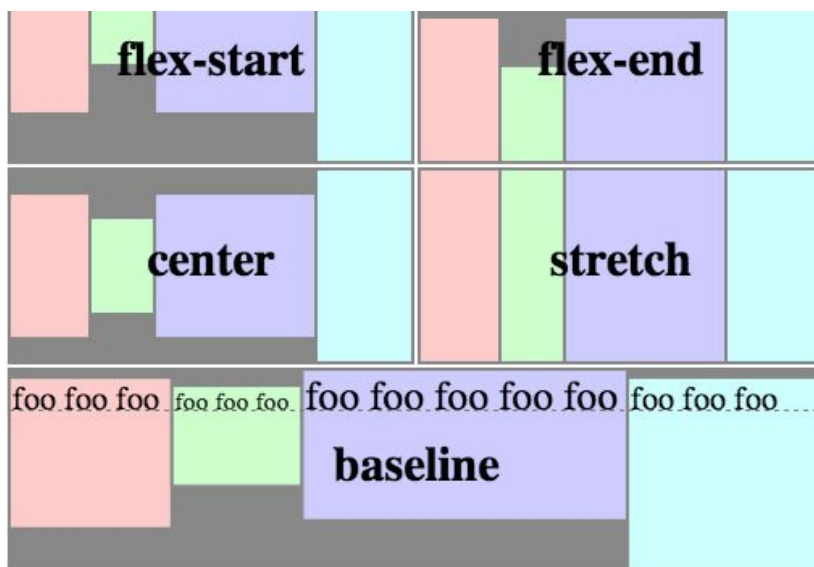 flex-start
flex-end
center
stretch
foo foo foo
foo foo foo
foo foo foo foo foo
foo foo foo
baseline